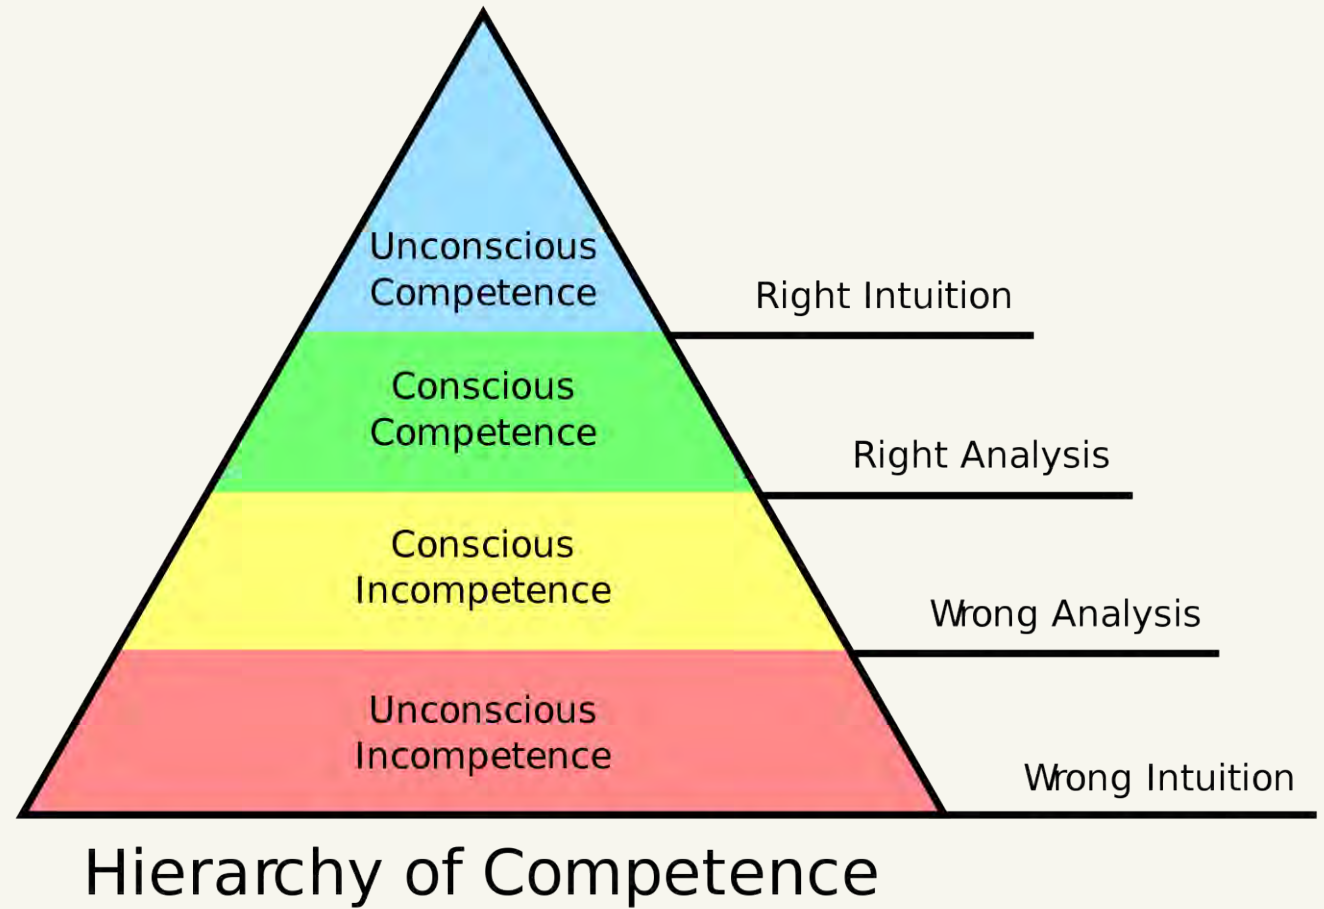 Unconscious
Competence
Right Intuition
Conscious
Competence
Right Analysis
Conscious
Incompetence
Wrong Analysis
Unconscious
Incompetence
Wrong Intuition
Hierarchy of Competence